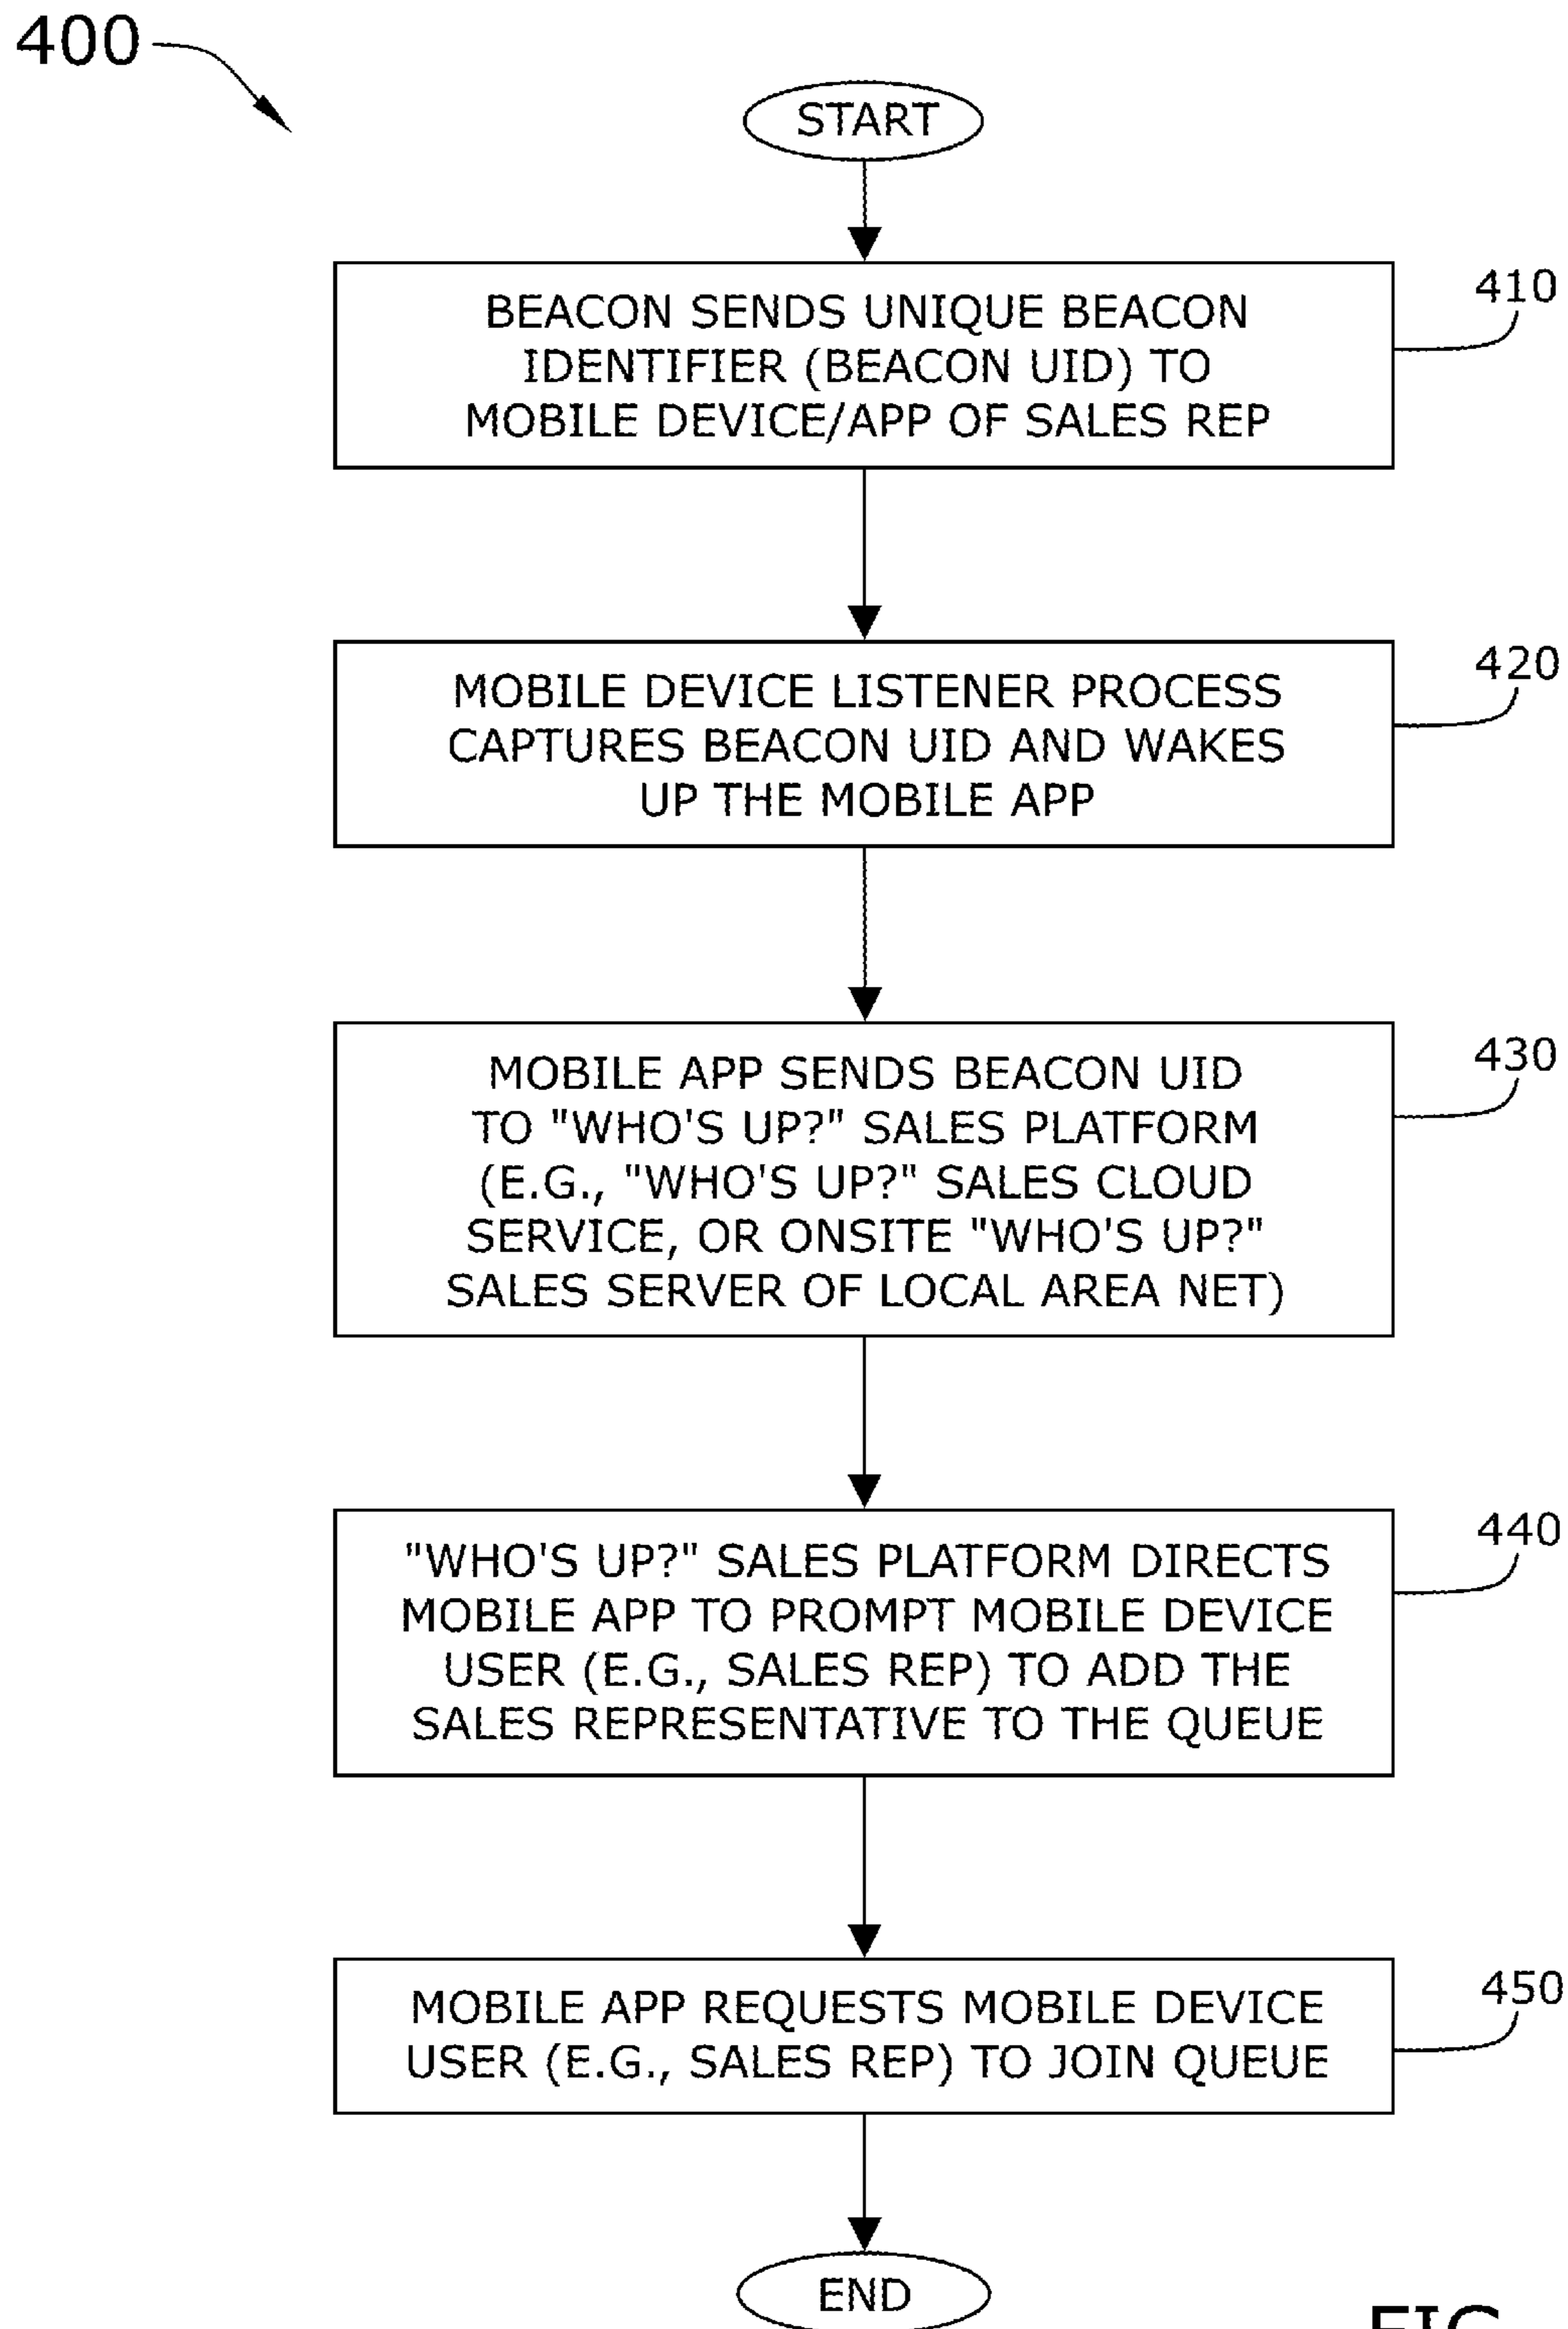 400
START
BEACON SENDS UNIQUE BEACON
IDENTIFIER (BEACON UID) TO
MOBILE DEVICE/APP OF SALES REP
410
MOBILE DEVICE LISTENER PROCESS
CAPTURES BEACON UID AND WAKES
UP THE MOBILE APP
420
MOBILE APP SENDS BEACON UID
TO "WHO'S UP?" SALES PLATFORM
(E.G., "WHO'S UP?" SALES CLOUD
SERVICE, OR ONSITE "WHO'S UP?"
SALES SERVER OF LOCAL AREA NET)
430
"WHO'S UP?" SALES PLATFORM DIRECTS
MOBILE APP TO PROMPT MOBILE DEVICE
USER (E.G., SALES REP) TO ADD THE
SALES REPRESENTATIVE TO THE QUEUE
440
MOBILE APP REQUESTS MOBILE DEVICE
USER (E.G., SALES REP) TO JOIN QUEUE
450
END